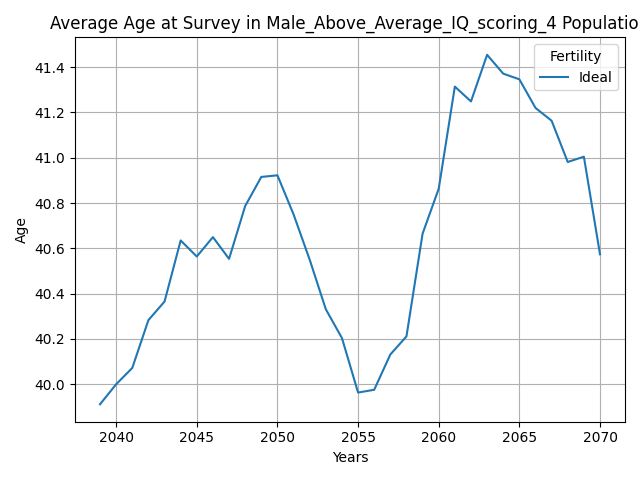 Average Age at Survey in Male_Above_Average_IQ_scoring_4 Populatio
Fertility
Ideal
41.4
41.2
41.0
40.8
40.6
40.4
40.2
40.0
Age
2040 2045 2050 2055 2060 2065 2070
Years